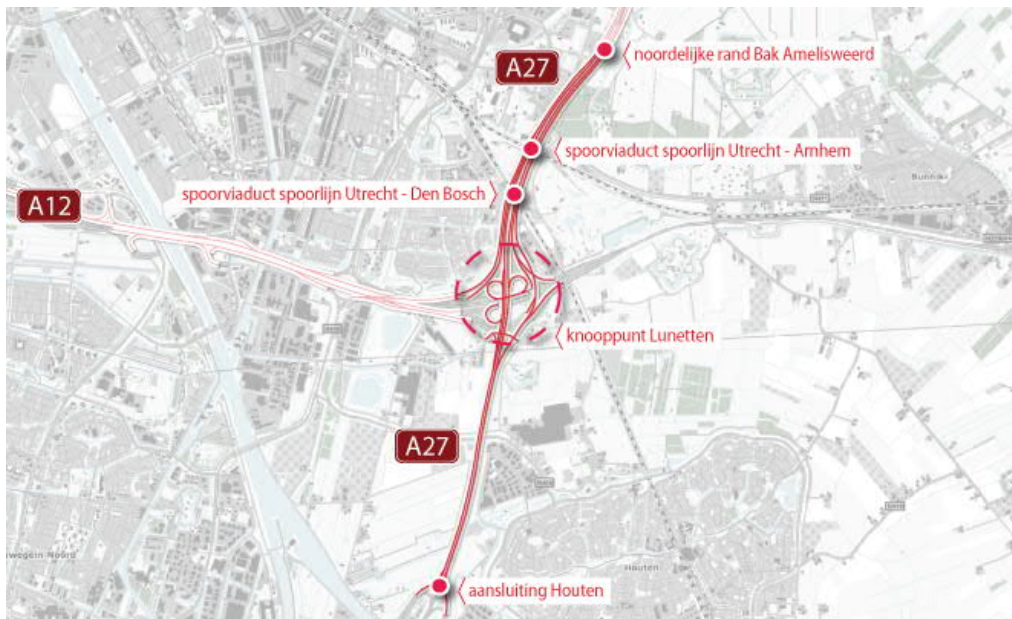 noordelijke rand Bak Amelisweerd
A27
spoorviaduct spoorlijn Utrecht - Arnhem
spoorviaduct spoorlijn Utrecht - Den Bosch
A12
knooppunt Lunetten
A27
Houten
aansluiting Houten